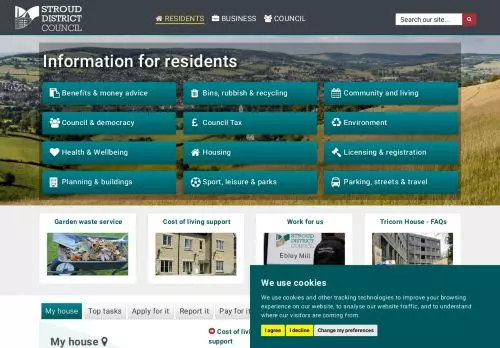 STROUD
DISTRICT
COUNCIL
RESIDENTS
BUSINESS
COUNCIL
Search our site...
Information for residents
Benefits & money advice
Bins, rubbish & recycling
Community and living
Council & democracy
Council Tax
Environment
Health & Wellbeing
Housing
Licensing & registration
Planning & buildings
Sport, leisure & parks
Parking, streets & travel
Garden waste service
Cost of living support
Work for us
Tricorn House - FAQs
STROUD
DISTRICT
COUNCIL
Ebley Mill
My house
Top tasks
Apply for it
Report it
Pay for it
My house
Cost of livi
support
We use cookies
We use cookies and other tracking technologies to improve your browsing
experience on our website, to analyse our website traffic, and to understand
where our visitors are coming from.
I agree
I decline
Change my preferences